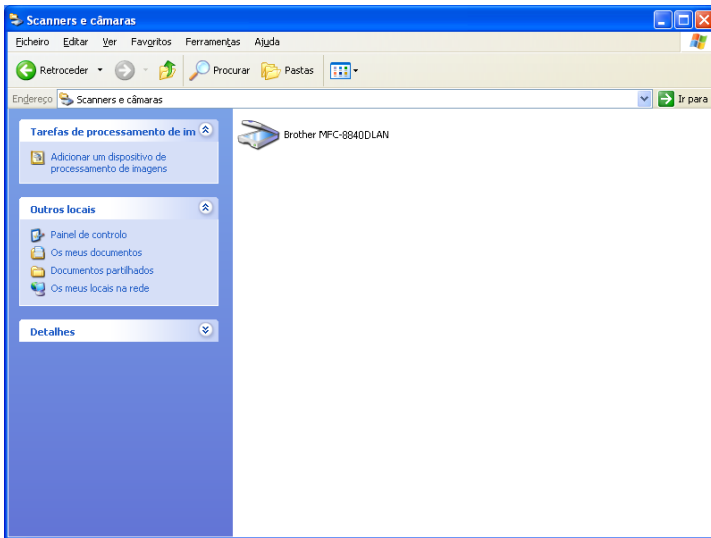 Scanners e câmaras
Ficheiro Editar Ver Favoritos Ferramentas Ajuda
Retroceder Procurar Pastas
Endereço Scanners e câmaras Ir para
Tarefas de processamento de im
Adicionar um dispositivo de
processamento de imagens
Outros locais
Painel de controlo
Os meus documentos
Documentos partilhados
Os meus locais na rede
Detalhes
Brother MFC-8840DLAN